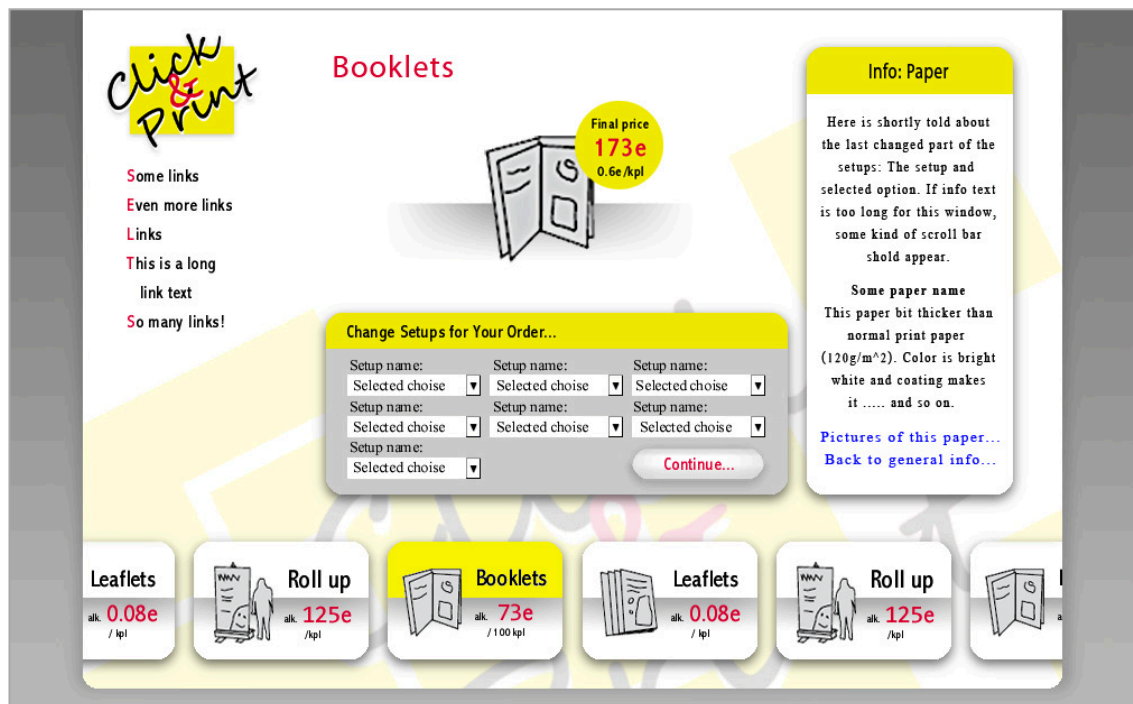 Click
&
Print
Booklets
Final price
173e
0.6e/kpl
Some links
Even more links
Links
This is a long
link text
So many links!
Change Setups for Your Order...
Setup name: Setup name: Setup name:
Selected choise Selected choise Selected choise
Setup name: Setup name: Setup name:
Selected choise Selected choise Selected choise
Setup name:
Selected choise
Continue...
Info: Paper
Here is shortly told about
the last changed part of the
setups: The setup and
selected option. If info text
is too long for this window,
some kind of scroll bar
shold appear.
Some paper name
This paper bit thicker than
normal print paper
(120g/m^2). Color is bright
white and coating makes
it ..... and so on.
Pictures of this paper...
Back to general info...
Leaflets
alk. 0.08e
/ kpl
Roll up
alk. 125e
/kpl
Booklets
alk. 73e
/ 100 kpl
Leaflets
alk. 0.08e
/ kpl
Roll up
alk. 125e
/kpl